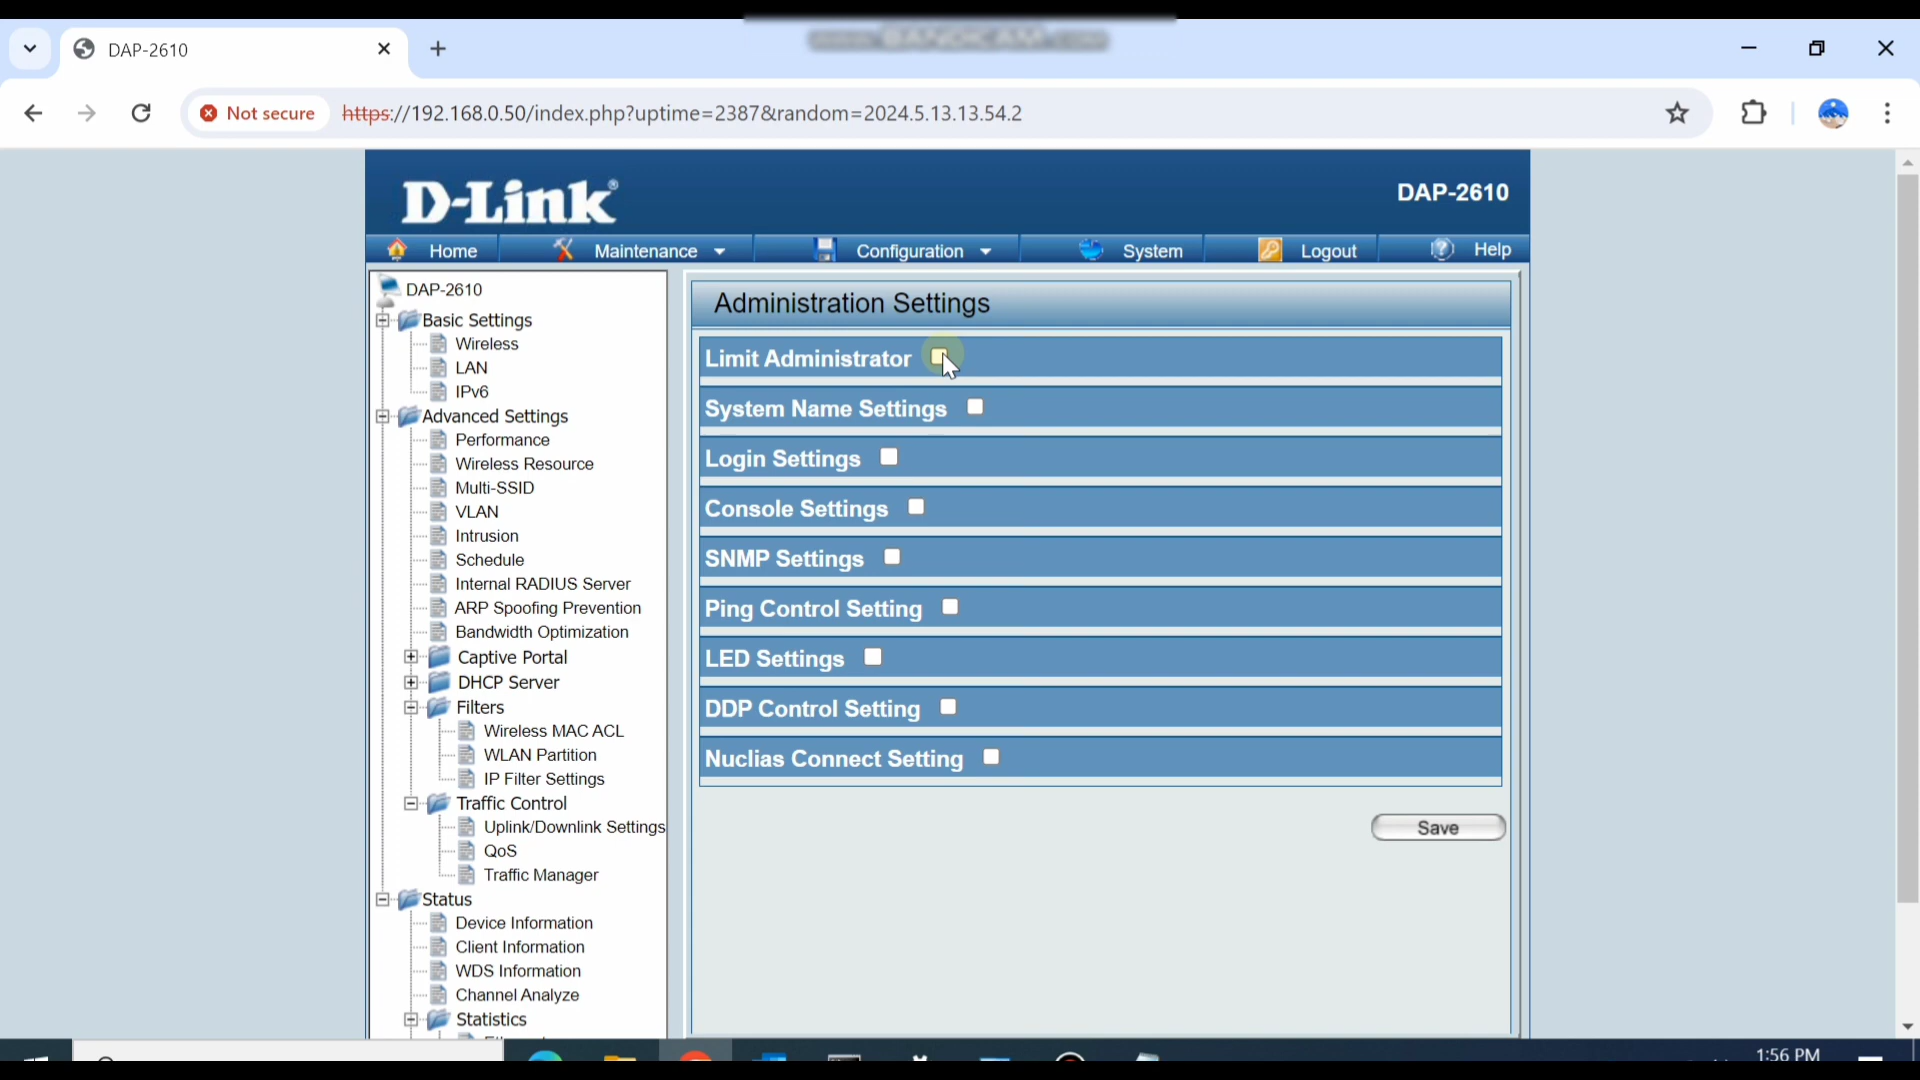 www.BANDICAM.com
DAP-2610
Not secure
https://192.168.0.50/index.php?uptime=2387&random=2024.5.13.13.54.2
D-Link®
DAP-2610
Home
Maintenance
Configuration
System
Logout
Help
DAP-2610
Basic Settings
Wireless
LAN
IPv6
Advanced Settings
Performance
Wireless Resource
Multi-SSID
VLAN
Intrusion
Schedule
Internal RADIUS Server
ARP Spoofing Prevention
Bandwidth Optimization
Captive Portal
DHCP Server
Filters
Wireless MAC ACL
WLAN Partition
IP Filter Settings
Traffic Control
Uplink/Downlink Settings
QoS
Traffic Manager
Status
Device Information
Client Information
WDS Information
Channel Analyze
Statistics
Administration Settings
Limit Administrator
System Name Settings
Login Settings
Console Settings
SNMP Settings
Ping Control Setting
LED Settings
DDP Control Setting
Nuclias Connect Setting
Save
1:56 PM